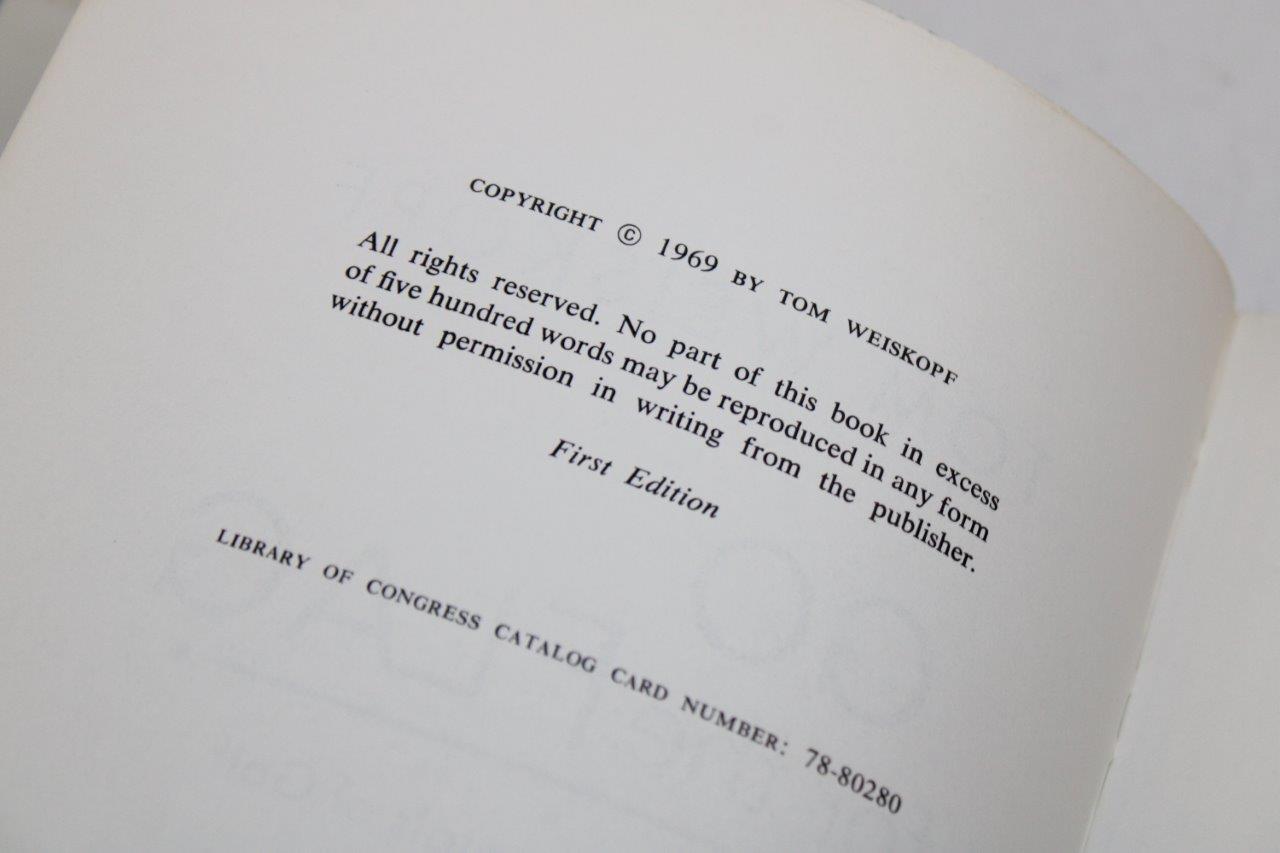 COPYRIGHT © 1969 BY TOM WEISKOPF
All rights reserved. No part of this book in excess
of five hundred words may be reproduced in any form
without permission in writing from the publisher.
First Edition
LIBRARY OF CONGRESS CATALOG CARD NUMBER: 78-80280